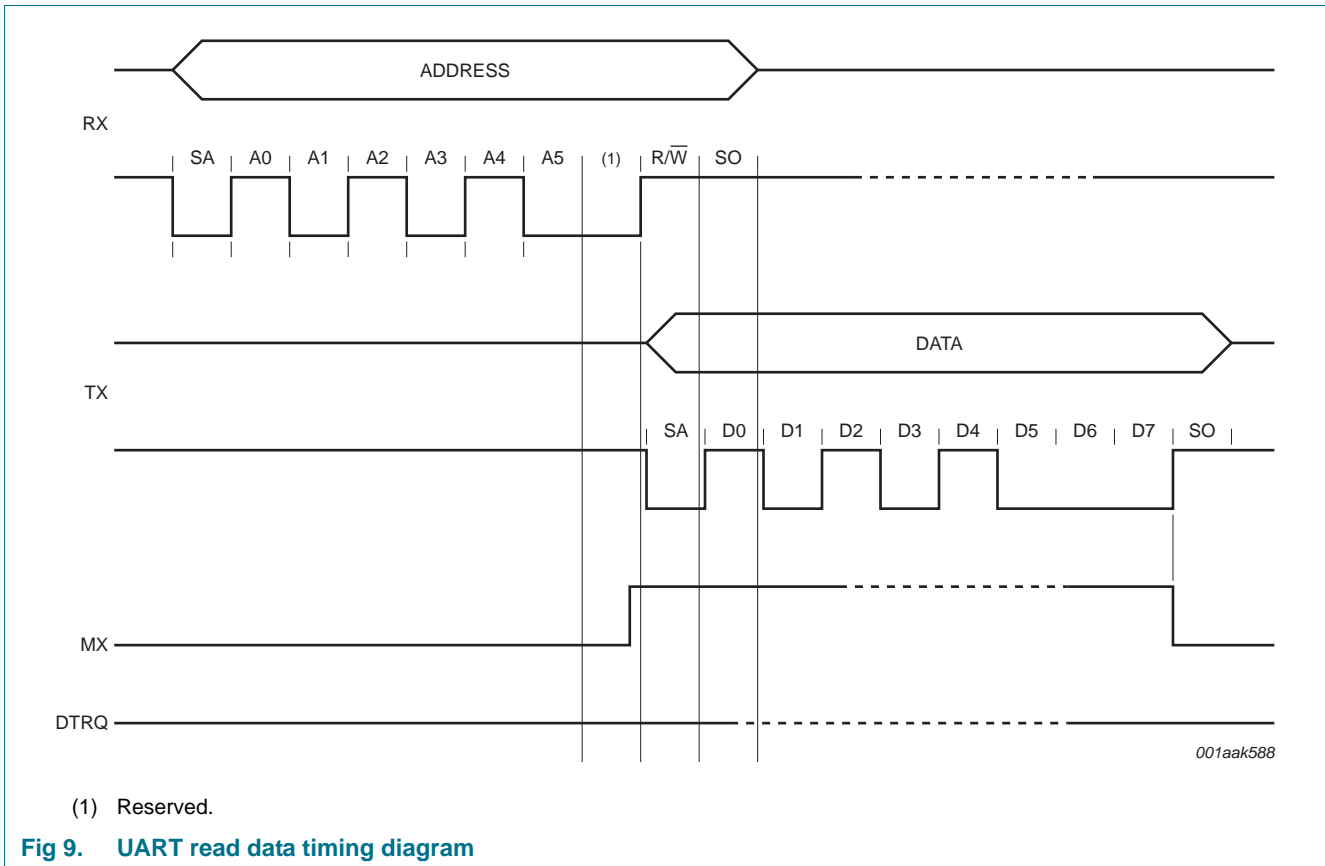 ADDRESS
RX
SA A0 A1 A2 A3 A4 A5 (1) R/W̅ SO
DATA
TX
SA D0 D1 D2 D3 D4 D5 D6 D7 SO
MX
DTRQ
001aak588
(1) Reserved.
Fig 9. UART read data timing diagram